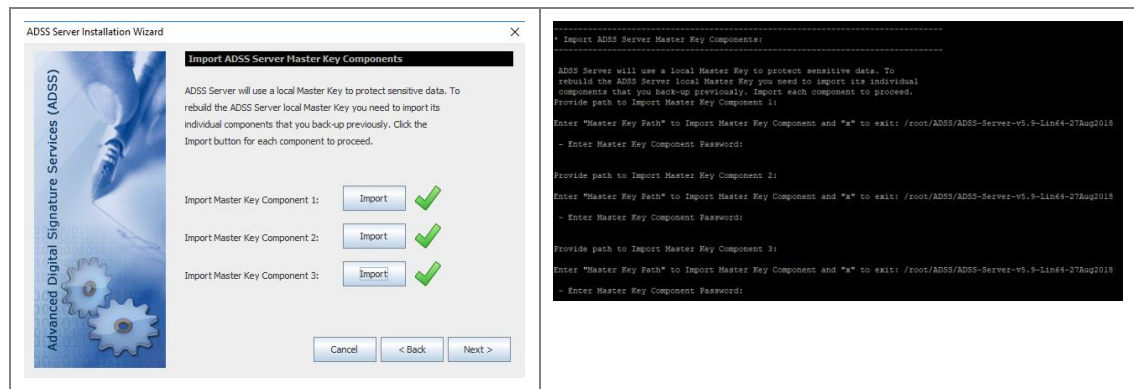 ADSS Server Installation Wizard
Import ADSS Server Master Key Components
ADSS Server will use a local Master Key to protect sensitive data. To
rebuild the ADSS Server local Master Key you need to import its
individual components that you back-up previously. Click the
Import button for each component to proceed.
Import Master Key Component 1:
Import
Import Master Key Component 2:
Import
Import Master Key Component 3:
Import
Cancel
< Back
Next >
Advanced Digital Signature Services (ADSS)
* Import ADSS Server Master Key Components:
ADSS Server will use a local Master Key to protect sensitive data. To
rebuild the ADSS Server local Master Key you need to import its individual
components that you back-up previously. Import each component to proceed.
Provide path to Import Master Key Component 1:
Enter "Master Key Path" to Import Master Key Component and "x" to exit: /root/ADSS/ADSS-Server-v5.9-Lin64-27Aug2018
- Enter Master Key Component Password:
Provide path to Import Master Key Component 2:
Enter "Master Key Path" to Import Master Key Component and "x" to exit: /root/ADSS/ADSS-Server-v5.9-Lin64-27Aug2018
- Enter Master Key Component Password:
Provide path to Import Master Key Component 3:
Enter "Master Key Path" to Import Master Key Component and "x" to exit: /root/ADSS/ADSS-Server-v5.9-Lin64-27Aug2018
- Enter Master Key Component Password: